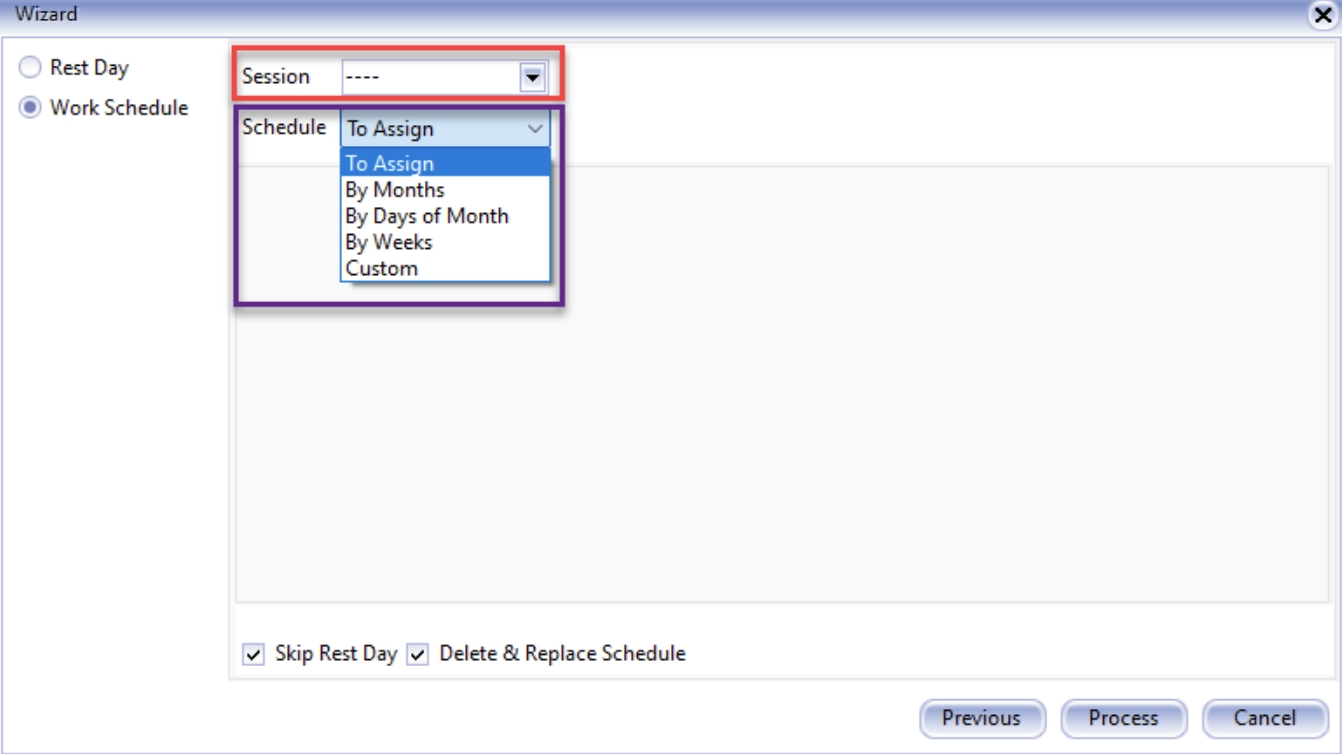 Wizard
Rest Day
Work Schedule
Session ----
Schedule To Assign
To Assign
By Months
By Days of Month
By Weeks
Custom
Skip Rest Day Delete & Replace Schedule
Previous Process Cancel